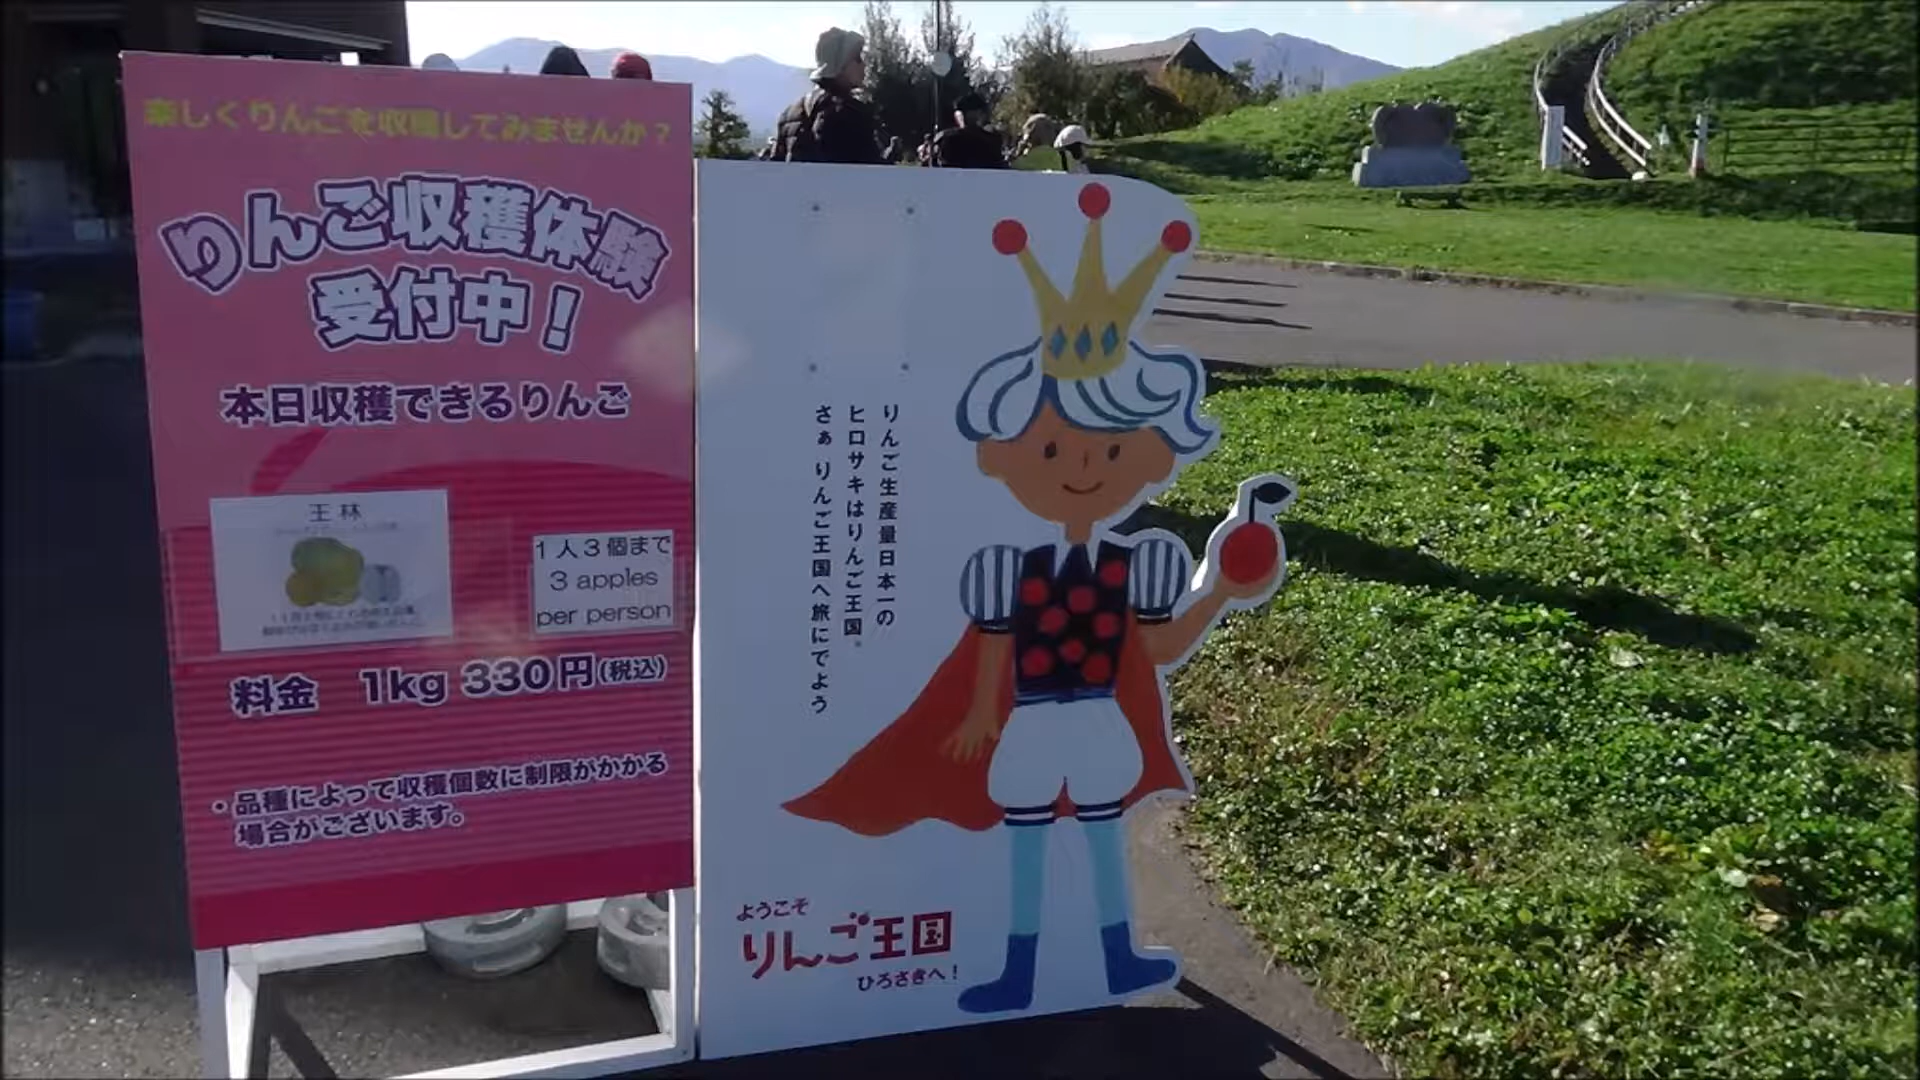 楽しくりんごを収穫してみませんか？
りんご収穫体験
受付中！
本日収穫できるりんご
王林
1人3個まで
3 apples
per person
料金 1kg 330円(税込)
・品種によって収穫個数に制限がかかる
場合がございます。
りんご生産量日本一の
ヒロサキはりんご王国。
さぁ りんご王国へ旅にでよう
ようこそ
りんご王国
ひろさきへ！